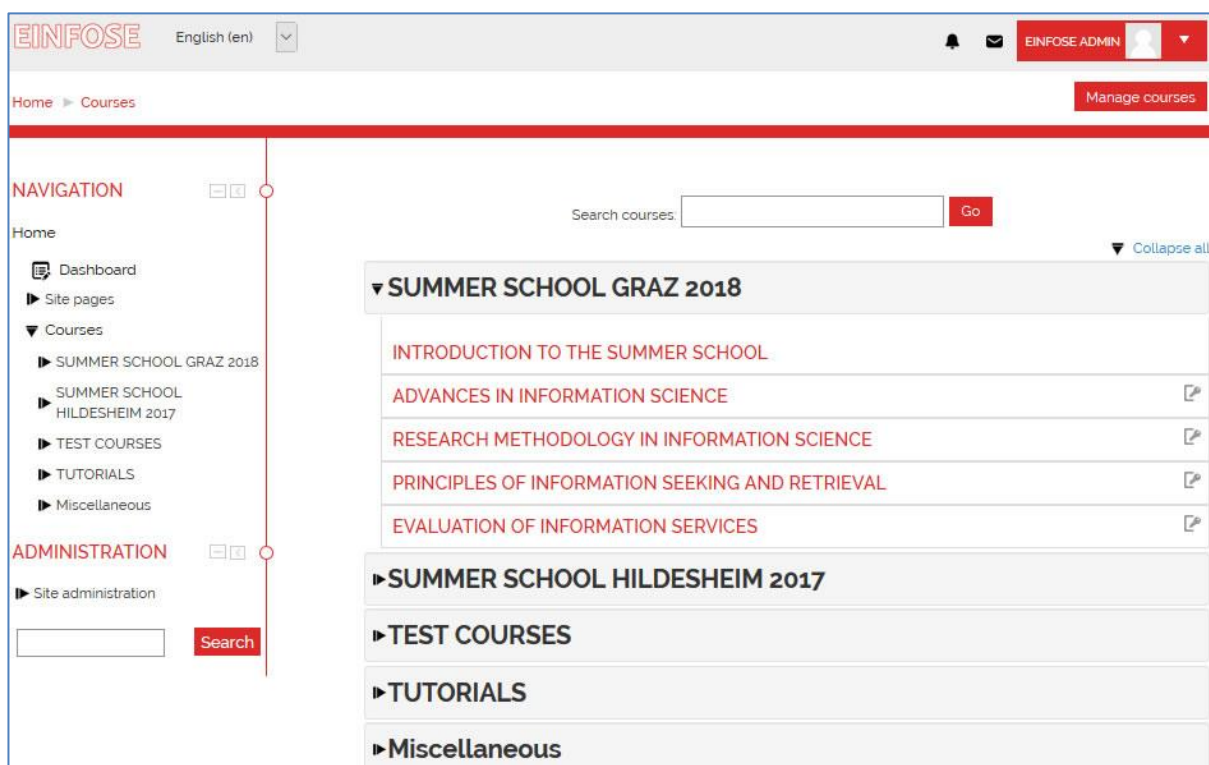 EINFOSE
English (en)
EINFOSE ADMIN
Home
Courses
Manage courses
NAVIGATION
Home
Dashboard
Site pages
Courses
SUMMER SCHOOL GRAZ 2018
SUMMER SCHOOL
HILDESHEIM 2017
TEST COURSES
TUTORIALS
Miscellaneous
ADMINISTRATION
Site administration
Search
Search courses:
Go
Collapse all
SUMMER SCHOOL GRAZ 2018
INTRODUCTION TO THE SUMMER SCHOOL
ADVANCES IN INFORMATION SCIENCE
RESEARCH METHODOLOGY IN INFORMATION SCIENCE
PRINCIPLES OF INFORMATION SEEKING AND RETRIEVAL
EVALUATION OF INFORMATION SERVICES
SUMMER SCHOOL HILDESHEIM 2017
TEST COURSES
TUTORIALS
Miscellaneous